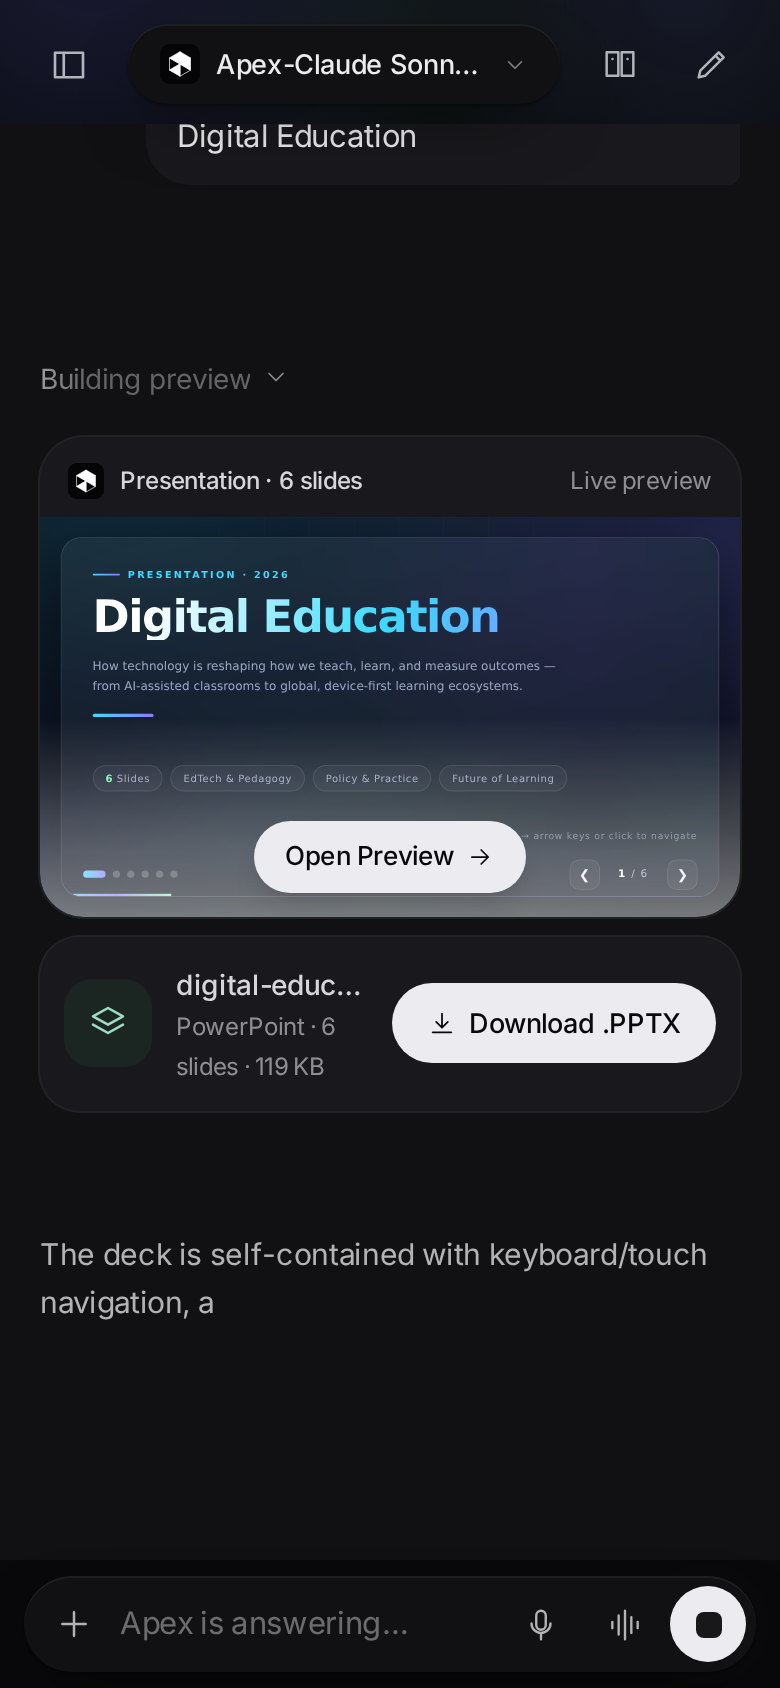 Apex-Claude Sonn...
Digital Education
Building preview
Presentation · 6 slides
Live preview
PRESENTATION · 2026
Digital Education
How technology is reshaping how we teach, learn, and measure outcomes —
from AI-assisted classrooms to global, device-first learning ecosystems.
6 Slides
EdTech & Pedagogy
Policy & Practice
Future of Learning
→ arrow keys or click to navigate
Open Preview →
❮ 1 / 6 ❯
digital-educ...
PowerPoint · 6
slides · 119 KB
Download .PPTX
The deck is self-contained with keyboard/touch
navigation, a
Apex is answering...